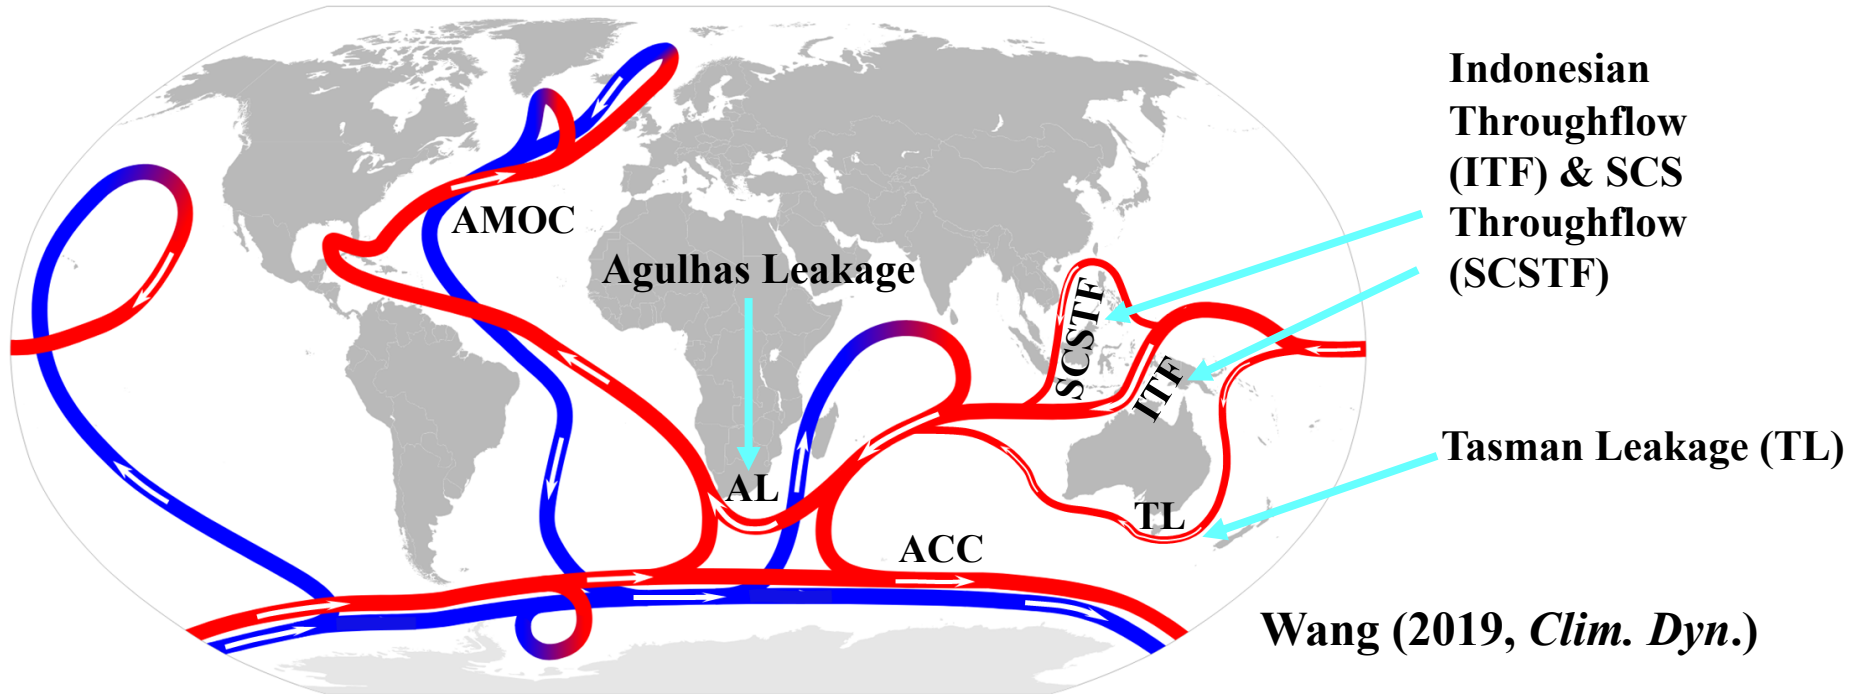 Indonesian
Throughflow
(ITF) & SCS
Throughflow
(SCSTF)
AMOC
Agulhas Leakage
SCSTF
ITF
Tasman Leakage (TL)
AL
TL
ACC
Wang (2019, Clim. Dyn.)